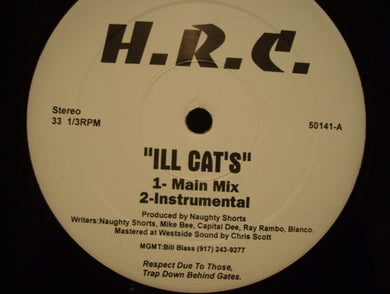 H.R.C.
Stereo
33 1/3RPM
50141-A
"ILL CAT'S"
1- Main Mix
2-Instrumental
Produced by Naughty Shorts
Writers:Naughty Shorts, Mike Bee, Capital Dee, Ray Rambo, Blanco.
Mastered at Westside Sound by Chris Scott
MGMT:Bill Blass (917) 243-9277
Respect Due To Those,
Trap Down Behind Gates.